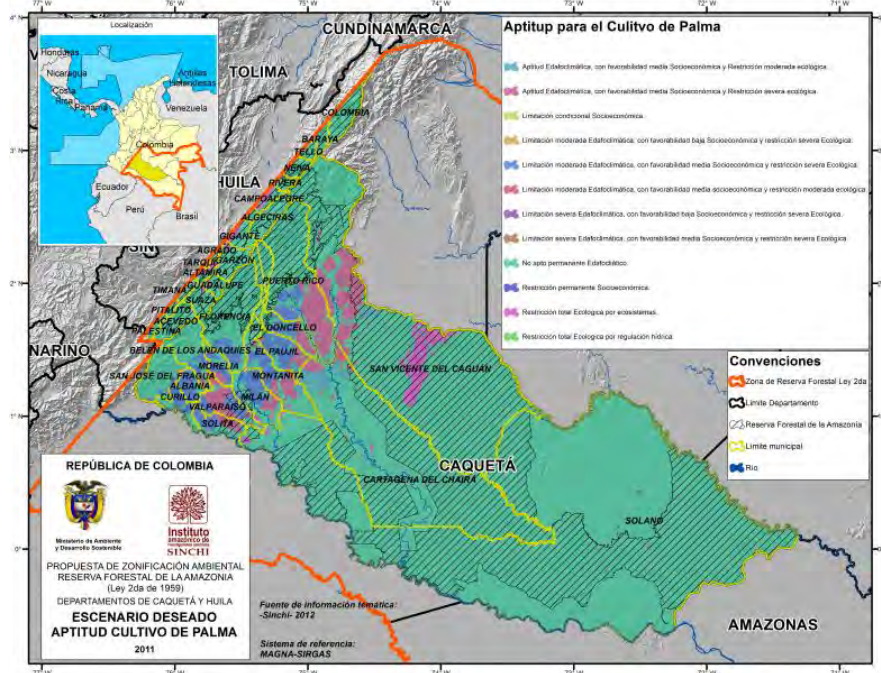 Localización
Honduras
Nicaragua
Costa
Rica
Panamá
Antillas
Holandesas
Venezuela
Colombia
Ecuador
Perú
Brasil
CUNDINAMARCA
TOLIMA
HUILA
NARIÑO
CAQUETÁ
AMAZONAS
COLOMBIA
BARAYA
TELLO
NEIVA
RIVERA
CAMPOALEGRE
ALGECIRAS
GIGANTE
AGRADO
GARZÓN
TARQUI
ALTAMIRA
GUADALUPE
TIMANÁ
SUAZA
PITALITO
ACEVEDO
PALESTINA
FLORENCIA
PUERTO RICO
EL DONCELLO
BELÉN DE LOS ANDAQUIES
EL PAUJIL
MORELIA
SAN JOSÉ DEL FRAGUA
MONTAÑITA
ALBANIA
CURILLO
MILÁN
VALPARAISO
SOLITA
SAN VICENTE DEL CAGUÁN
CARTAGENA DEL CHAIRÁ
SOLANO
Aptitup para el Culitvo de Palma
Aptitud Edafoclimática, con favorabilidad media Socioeconómica y Restricción moderada ecológica.
Aptitud Edafoclimática, con favorabilidad media Socioeconómica y Restricción severa ecológica.
Limitación condicional Socioeconómica.
Limitación moderada Edafoclimática, con favorabilidad baja Socioeconómica y restricción severa Ecológica.
Limitación moderada Edafoclimática, con favorabilidad media Socioeconómica y restricción severa Ecológica.
Limitación moderada Edafoclimática, con favorabilidad media socioeconómica y restricción moderada ecológica
Limitación severa Edafoclimática, con favorabilidad baja Socioeconómica y restricción severa Ecológica.
Limitación severa Edafoclimática, con favorabilidad media Socioeconómica y restricción severa Ecológica
No apto permanente Edafocliático.
Restricción permanente Socioeconómica.
Restricción total Ecológica por ecosistemas.
Restricción total Ecológica por regulación hídrica.
Convenciones
Zona de Reserva Forestal Ley 2da
Limite Departamento
Reserva Forestal de la Amazonía
Limite municipal
Rio
REPÚBLICA DE COLOMBIA
Ministerio de Ambiente
y Desarrollo Sostenible
Instituto
amazónico de
investigaciones científicas
SINCHI
PROPUESTA DE ZONIFICACIÓN AMBIENTAL
RESERVA FORESTAL DE LA AMAZONIA
(Ley 2da de 1959)
DEPARTAMENTOS DE CAQUETÁ Y HUILA
ESCENARIO DESEADO
APTITUD CULTIVO DE PALMA
2011
Fuente de información temática:
-Sinchi- 2012
Sistema de referencia:
MAGNA-SIRGAS